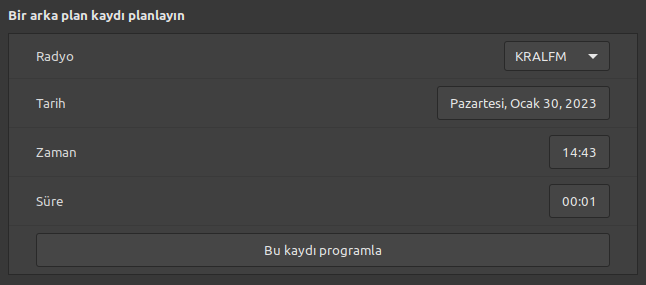 Bir arka plan kaydı planlayın
Radyo KRALFM
Tarih Pazartesi, Ocak 30, 2023
Zaman 14:43
Süre 00:01
Bu kaydı programla